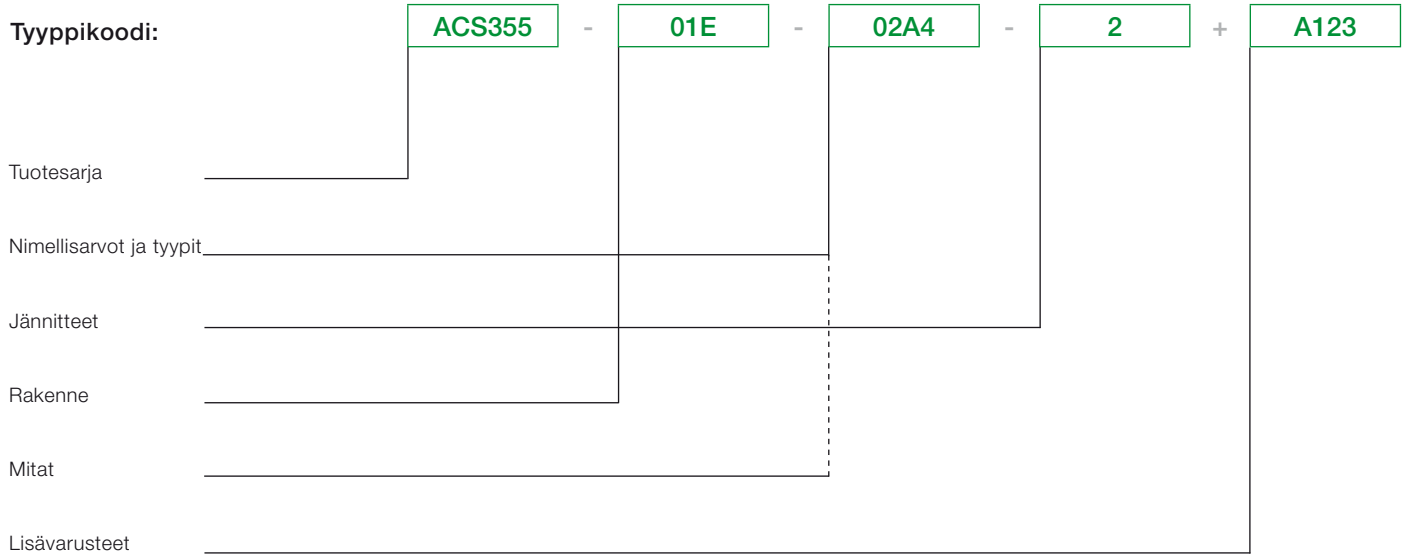 Tyyppikoodi: ACS355 - 01E - 02A4 - 2 + A123
Tuotesarja
Nimellisarvot ja tyypit
Jännitteet
Rakenne
Mitat
Lisävarusteet